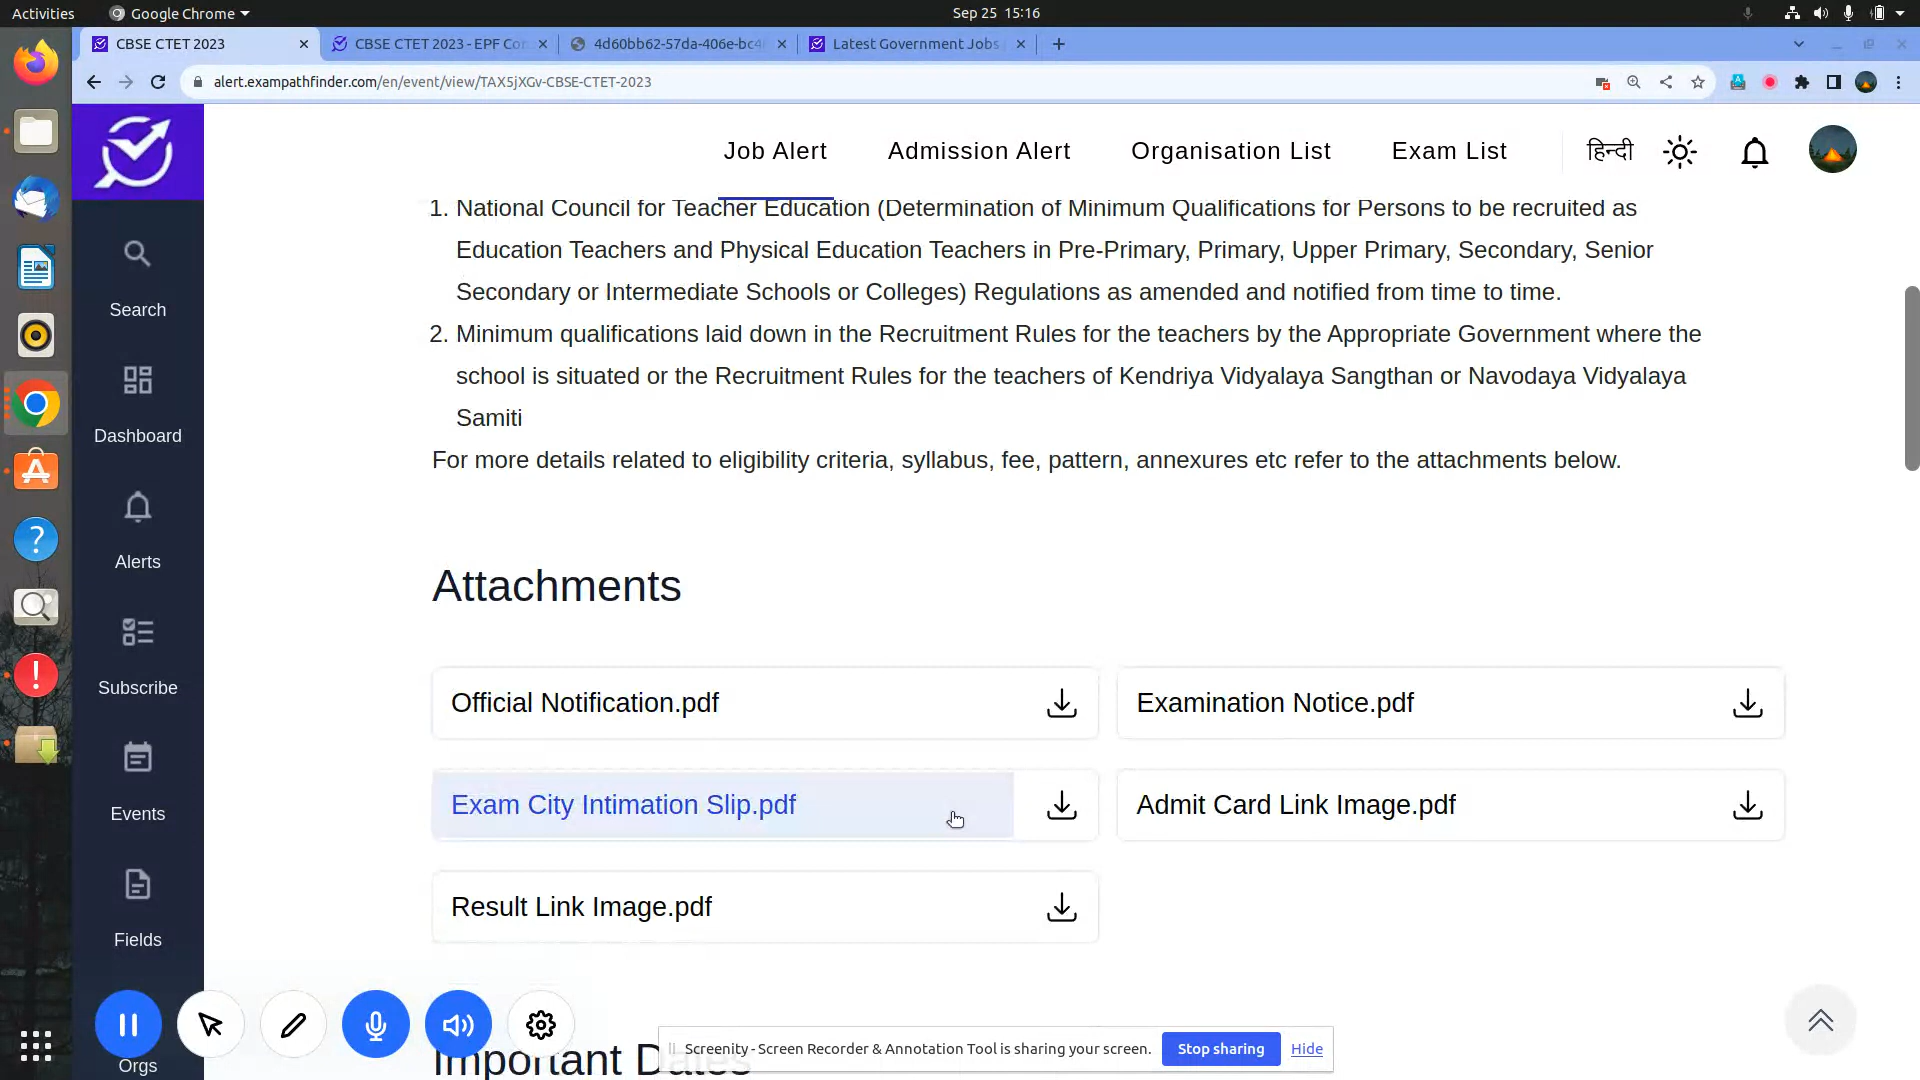 Activities
Google Chrome
Sep 25 15:16
CBSE CTET 2023
CBSE CTET 2023 - EPF Con
4d60bb62-57da-406e-bc4
Latest Government Jobs
alert.exampathfinder.com/en/event/view/TAX5jXGv-CBSE-CTET-2023
Job Alert
Admission Alert
Organisation List
Exam List
हिन्दी
Search
Dashboard
Alerts
Subscribe
Events
Fields
Orgs
1. National Council for Teacher Education (Determination of Minimum Qualifications for Persons to be recruited as
Education Teachers and Physical Education Teachers in Pre-Primary, Primary, Upper Primary, Secondary, Senior
Secondary or Intermediate Schools or Colleges) Regulations as amended and notified from time to time.
2. Minimum qualifications laid down in the Recruitment Rules for the teachers by the Appropriate Government where the
school is situated or the Recruitment Rules for the teachers of Kendriya Vidyalaya Sangthan or Navodaya Vidyalaya
Samiti
For more details related to eligibility criteria, syllabus, fee, pattern, annexures etc refer to the attachments below.
Attachments
Official Notification.pdf
Examination Notice.pdf
Exam City Intimation Slip.pdf
Admit Card Link Image.pdf
Result Link Image.pdf
Important Dates
Screenity - Screen Recorder & Annotation Tool is sharing your screen.
Stop sharing
Hide